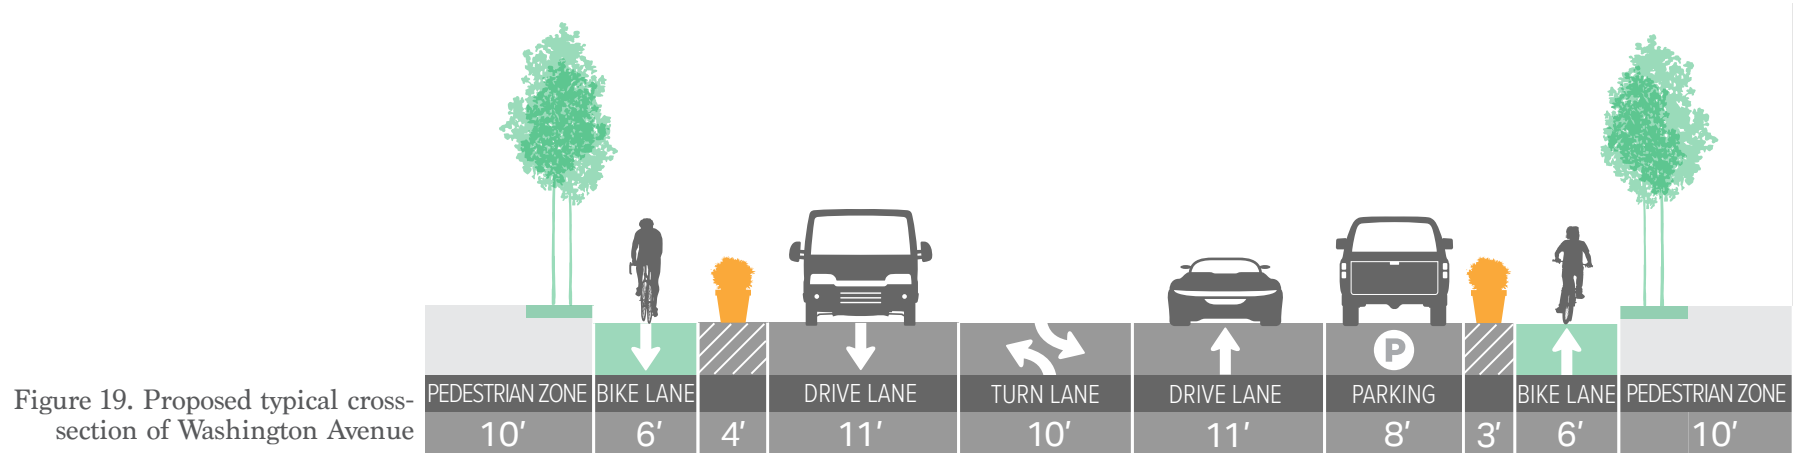 P
PEDESTRIAN ZONE BIKE LANE DRIVE LANE TURN LANE DRIVE LANE PARKING BIKE LANE PEDESTRIAN ZONE
10′ 6′ 4′ 11′ 10′ 11′ 8′ 3′ 6′ 10′
Figure 19. Proposed typical cross-
section of Washington Avenue